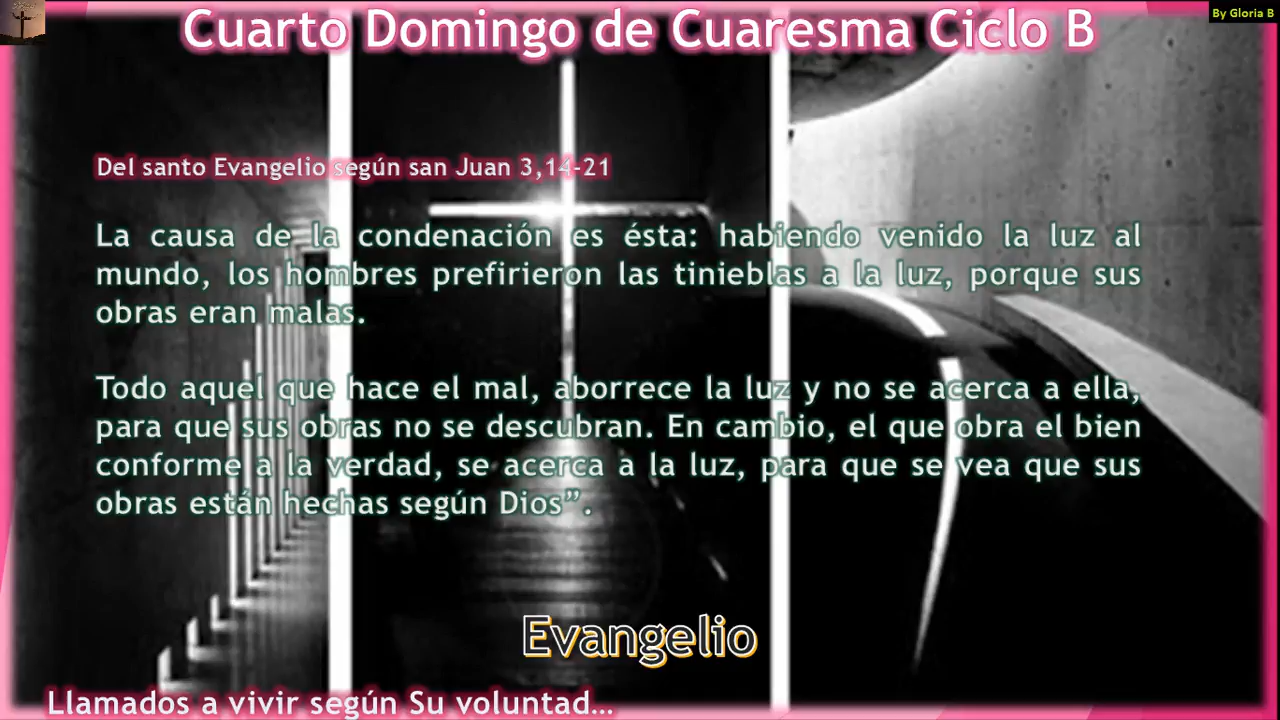 Cuarto Domingo de Cuaresma Ciclo B
By Gloria B
Del santo Evangelio según san Juan 3,14-21
La causa de la condenación es ésta: habiendo venido la luz al
mundo, los hombres prefirieron las tinieblas a la luz, porque sus
obras eran malas.
Todo aquel que hace el mal, aborrece la luz y no se acerca a ella,
para que sus obras no se descubran. En cambio, el que obra el bien
conforme a la verdad, se acerca a la luz, para que se vea que sus
obras están hechas según Dios”.
Evangelio
Llamados a vivir según Su voluntad...